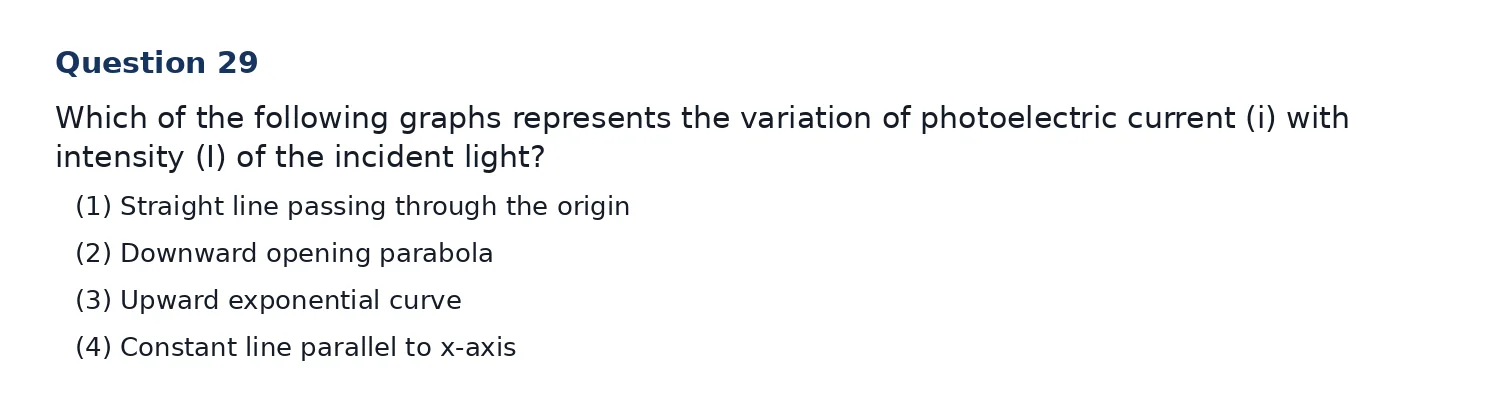 Question 29
Which of the following graphs represents the variation of photoelectric current (i) with
intensity (I) of the incident light?
(1) Straight line passing through the origin
(2) Downward opening parabola
(3) Upward exponential curve
(4) Constant line parallel to x-axis